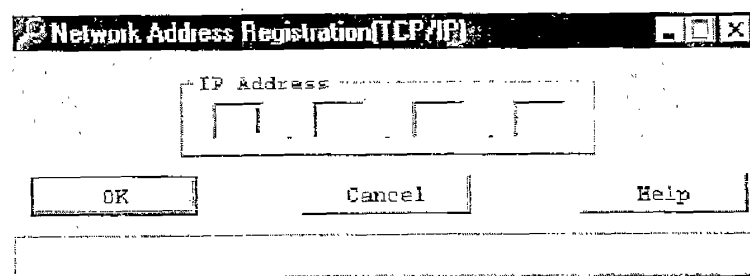 Network Address Registration(TCP/IP)
IP Address
. . .
OK Cancel Help